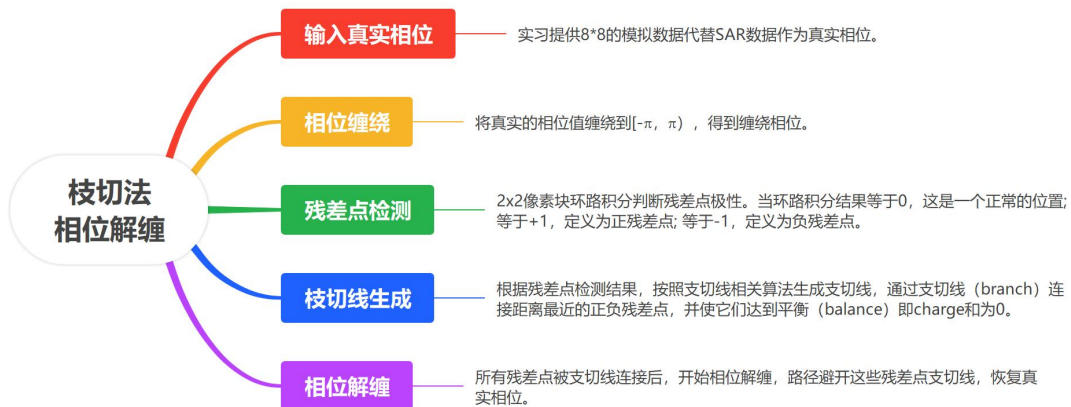 枝切法
相位解缠
输入真实相位
实习提供8*8的模拟数据代替SAR数据作为真实相位。
相位缠绕
将真实的相位值缠绕到[-π，π），得到缠绕相位。
残差点检测
2x2像素块环路积分判断残差点极性。当环路积分结果等于0，这是一个正常的位置;
等于+1，定义为正残差点; 等于-1，定义为负残差点。
枝切线生成
根据残差点检测结果，按照支切线相关算法生成支切线，通过支切线（branch）连
接距离最近的正负残差点，并使它们达到平衡（balance）即charge和为0。
相位解缠
所有残差点被支切线连接后，开始相位解缠，路径避开这些残差点支切线，恢复真
实相位。